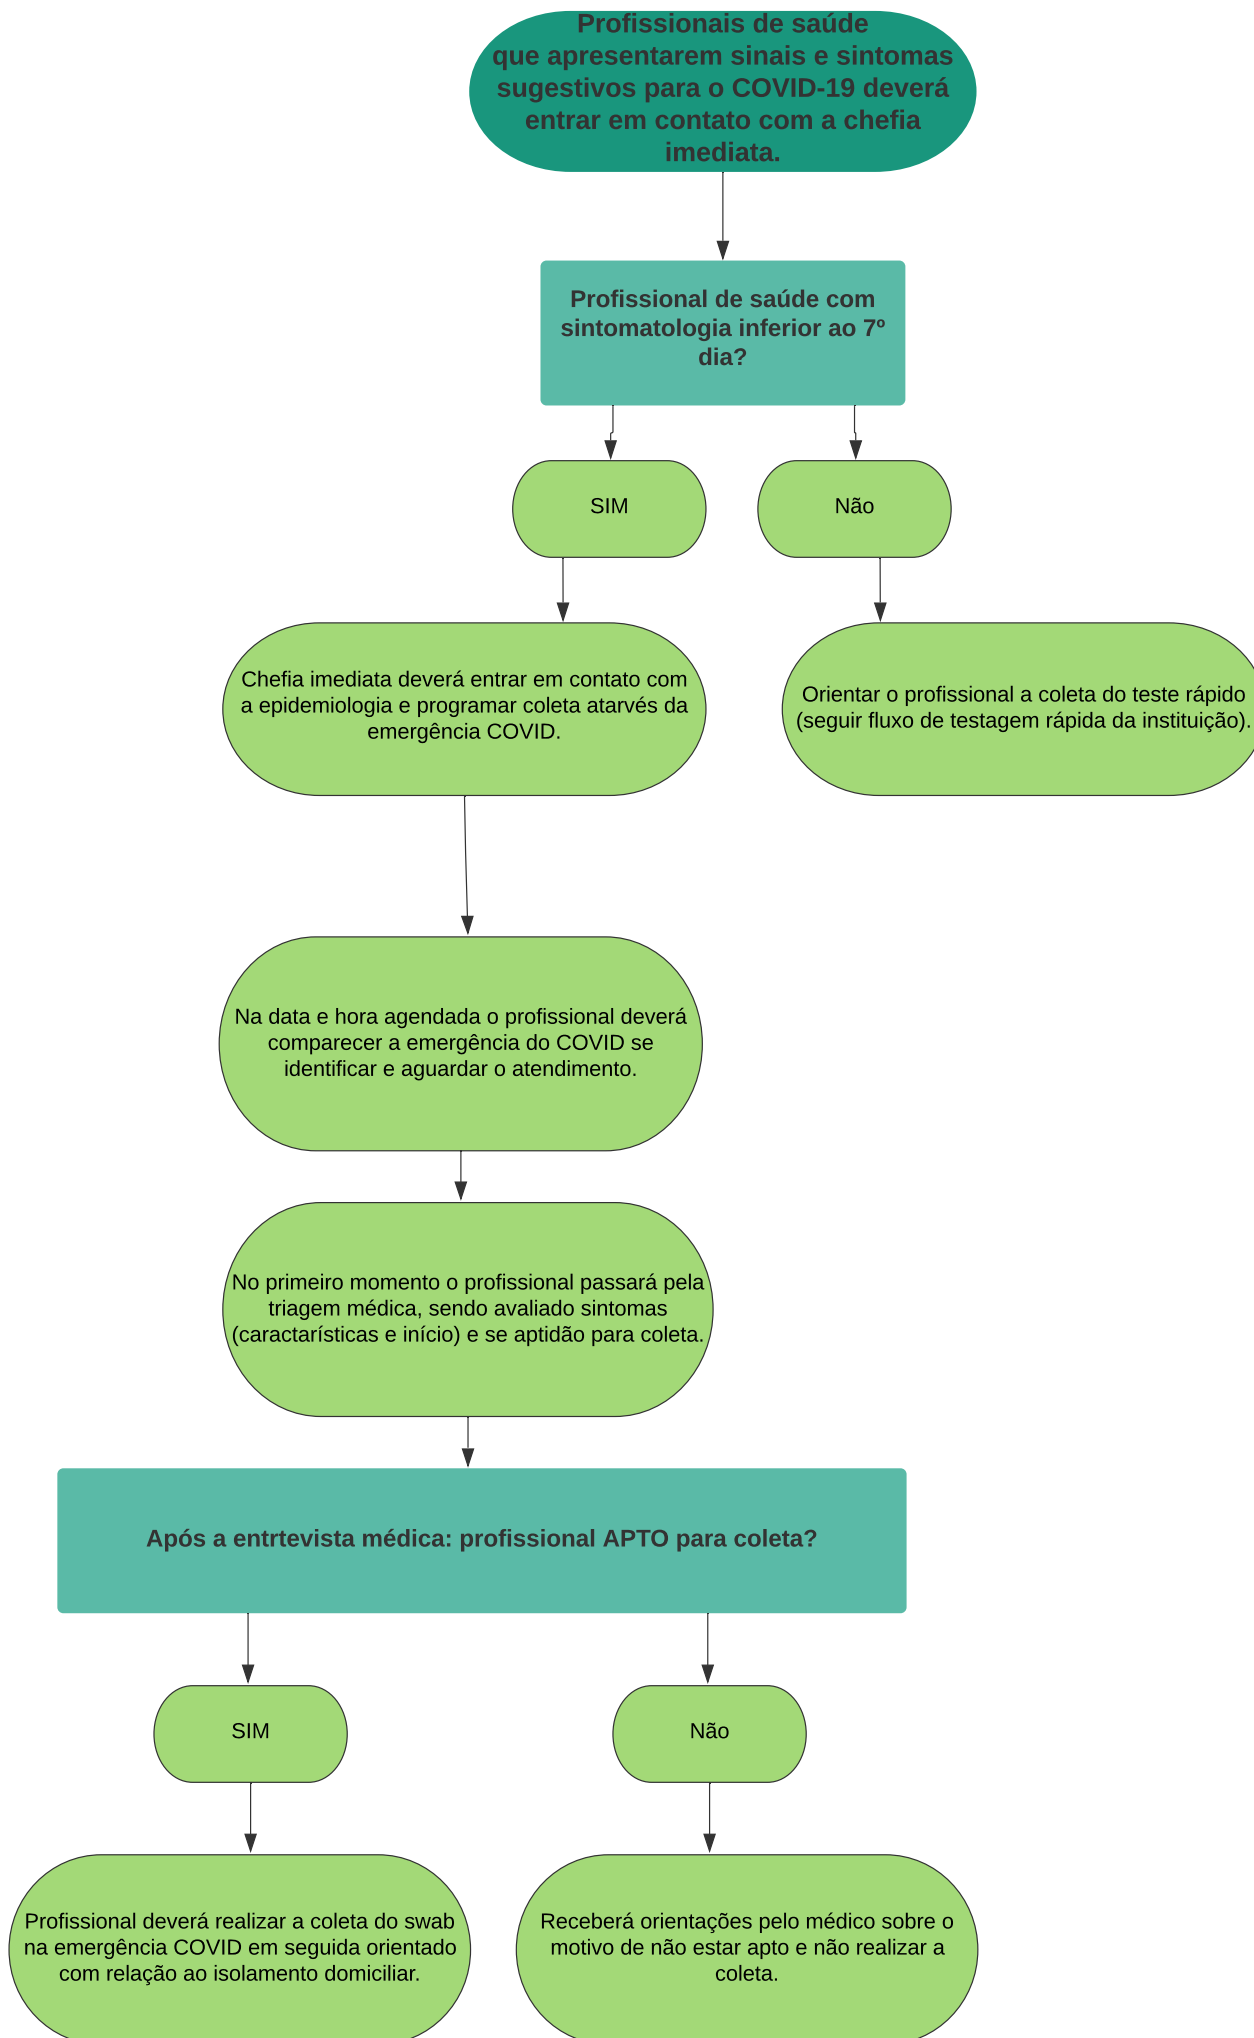 Profissionais de saúde
que apresentarem sinais e sintomas
sugestivos para o COVID-19 deverá
entrar em contato com a chefia
imediata.
Profissional de saúde com
sintomatologia inferior ao 7º
dia?
SIM
Não
Chefia imediata deverá entrar em contato com
a epidemiologia e programar coleta atarvés da
emergência COVID.
Orientar o profissional a coleta do teste rápido
(seguir fluxo de testagem rápida da instituição).
Na data e hora agendada o profissional deverá
comparecer a emergência do COVID se
identificar e aguardar o atendimento.
No primeiro momento o profissional passará pela
triagem médica, sendo avaliado sintomas
(caractarísticas e início) e se aptidão para coleta.
Após a entrtevista médica: profissional APTO para coleta?
SIM
Não
Profissional deverá realizar a coleta do swab
na emergência COVID em seguida orientado
com relação ao isolamento domiciliar.
Receberá orientações pelo médico sobre o
motivo de não estar apto e não realizar a
coleta.